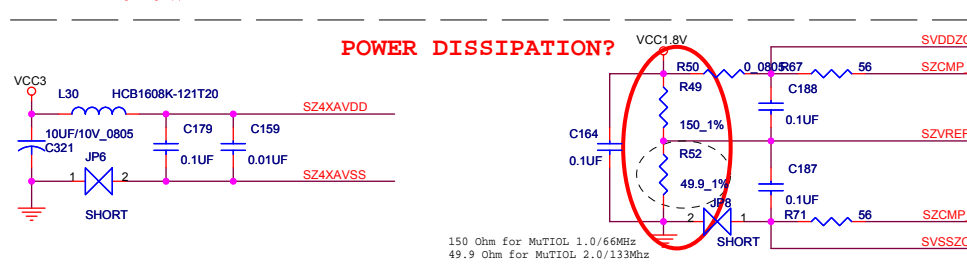 POWER DISSIPATION?
VCC1.8V
SVDDZC
R50
0_0805
R67
56
SZCMP
VCC3
L30
HCB1608K-121T20
R49
C188
SZ4XAVDD
10UF/10V_0805
C321
C179
C159
C164
150_1%
0.1UF
SZVREF
JP6
0.1UF
0.01UF
0.1UF
R52
C187
1
2
SZ4XAVSS
49.9_1%
0.1UF
JP8
SHORT
2
1
R71
56
SZCMP
SHORT
SVSSZC
150 Ohm for MuTIOL 1.0/66MHz
49.9 Ohm for MuTIOL 2.0/133Mhz